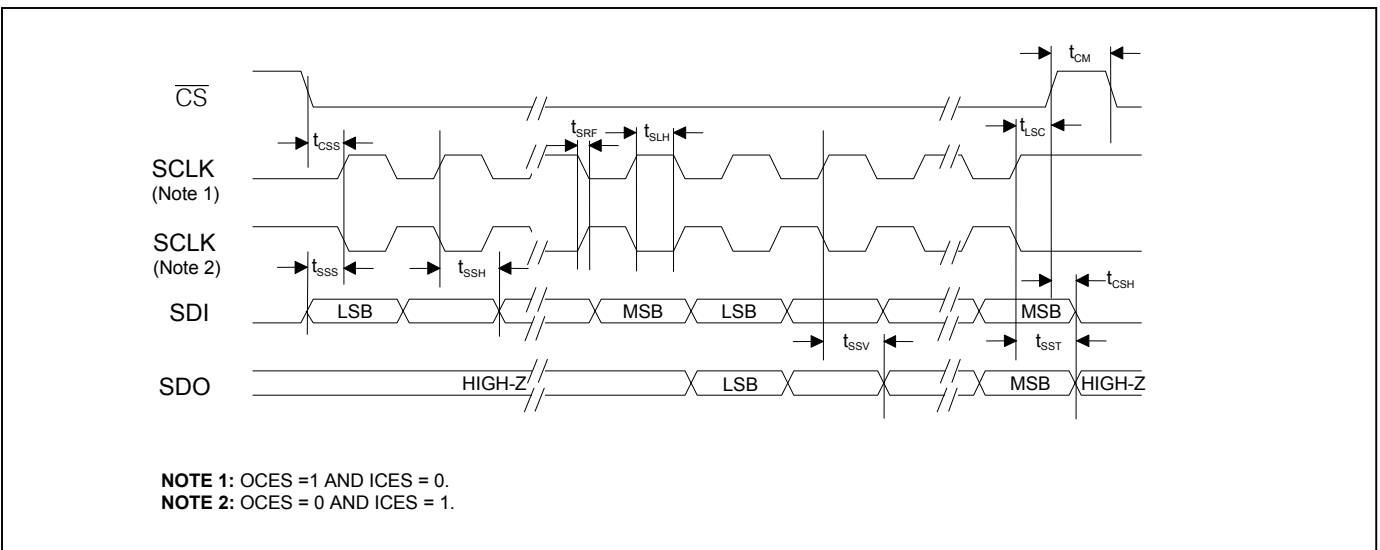 t_CM
CS
t_SRF t_SLH t_LSC
t_CSS
SCLK
(Note 1)
SCLK
(Note 2)
t_SSS t_SSH
t_CSH
SDI LSB MSB LSB MSB
t_SSV t_SST
SDO HIGH-Z LSB MSB HIGH-Z
NOTE 1: OCES =1 AND ICES = 0.
NOTE 2: OCES = 0 AND ICES = 1.